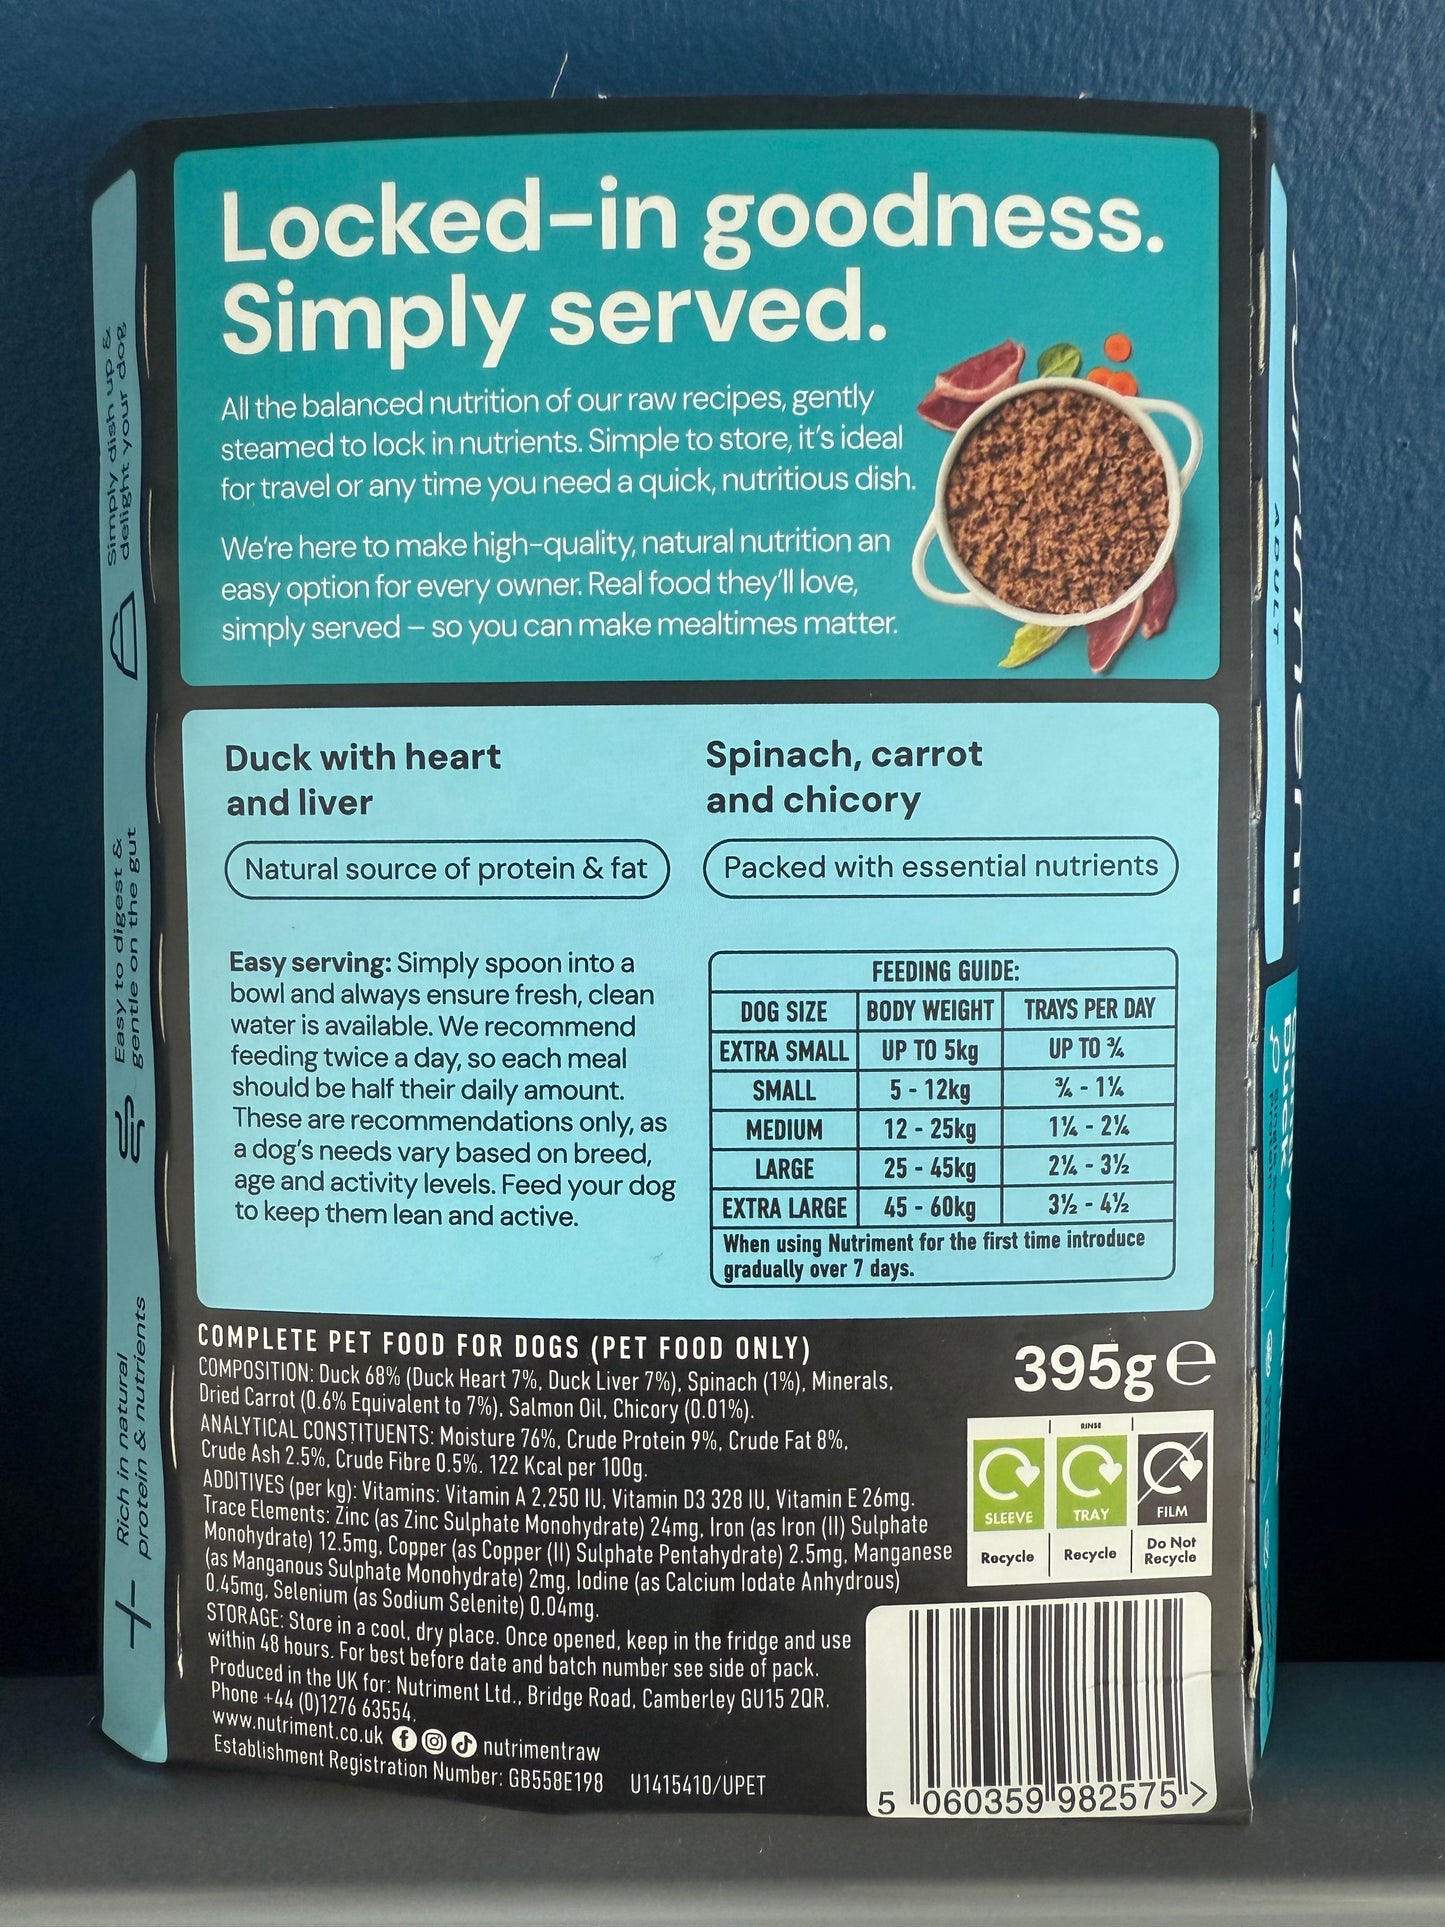 Locked-in goodness.
Simply served.
All the balanced nutrition of our raw recipes, gently
steamed to lock in nutrients. Simple to store, it's ideal
for travel or any time you need a quick, nutritious dish.
We're here to make high-quality, natural nutrition an
easy option for every owner. Real food they'll love,
simply served – so you can make mealtimes matter.
Duck with heart
and liver
Natural source of protein & fat
Spinach, carrot
and chicory
Packed with essential nutrients
Easy serving: Simply spoon into a
bowl and always ensure fresh, clean
water is available. We recommend
feeding twice a day, so each meal
should be half their daily amount.
These are recommendations only, as
a dog's needs vary based on breed,
age and activity levels. Feed your dog
to keep them lean and active.
FEEDING GUIDE:
DOG SIZE BODY WEIGHT TRAYS PER DAY
EXTRA SMALL UP TO 5kg UP TO ¾
SMALL 5 - 12kg ¾ - 1¼
MEDIUM 12 - 25kg 1¼ - 2¼
LARGE 25 - 45kg 2¼ - 3½
EXTRA LARGE 45 - 60kg 3½ - 4½
When using Nutriment for the first time introduce
gradually over 7 days.
COMPLETE PET FOOD FOR DOGS (PET FOOD ONLY)
COMPOSITION: Duck 68% (Duck Heart 7%, Duck Liver 7%), Spinach (1%), Minerals,
Dried Carrot (0.6% Equivalent to 7%), Salmon Oil, Chicory (0.01%).
ANALYTICAL CONSTITUENTS: Moisture 76%, Crude Protein 9%, Crude Fat 8%,
Crude Ash 2.5%, Crude Fibre 0.5%. 122 Kcal per 100g.
ADDITIVES (per kg): Vitamins: Vitamin A 2,250 IU, Vitamin D3 328 IU, Vitamin E 26mg.
Trace Elements: Zinc (as Zinc Sulphate Monohydrate) 24mg, Iron (as Iron (II) Sulphate
Monohydrate) 12.5mg, Copper (as Copper (II) Sulphate Pentahydrate) 2.5mg, Manganese
(as Manganous Sulphate Monohydrate) 2mg, Iodine (as Calcium Iodate Anhydrous)
0.45mg, Selenium (as Sodium Selenite) 0.04mg.
STORAGE: Store in a cool, dry place. Once opened, keep in the fridge and use
within 48 hours. For best before date and batch number see side of pack.
Produced in the UK for: Nutriment Ltd., Bridge Road, Camberley GU15 2QR.
Phone +44 (0)1276 63554.
www.nutriment.co.uk nutrimentraw
Establishment Registration Number: GB558E198 U1415410/UPET
395g e
RINSE
SLEEVE TRAY FILM
Recycle Recycle Do Not
Recycle
5 060359 982575 >
Simply dish up &
delight your dog
Easy to digest &
gentle on the gut
Rich in natural
protein & nutrients
ADULT